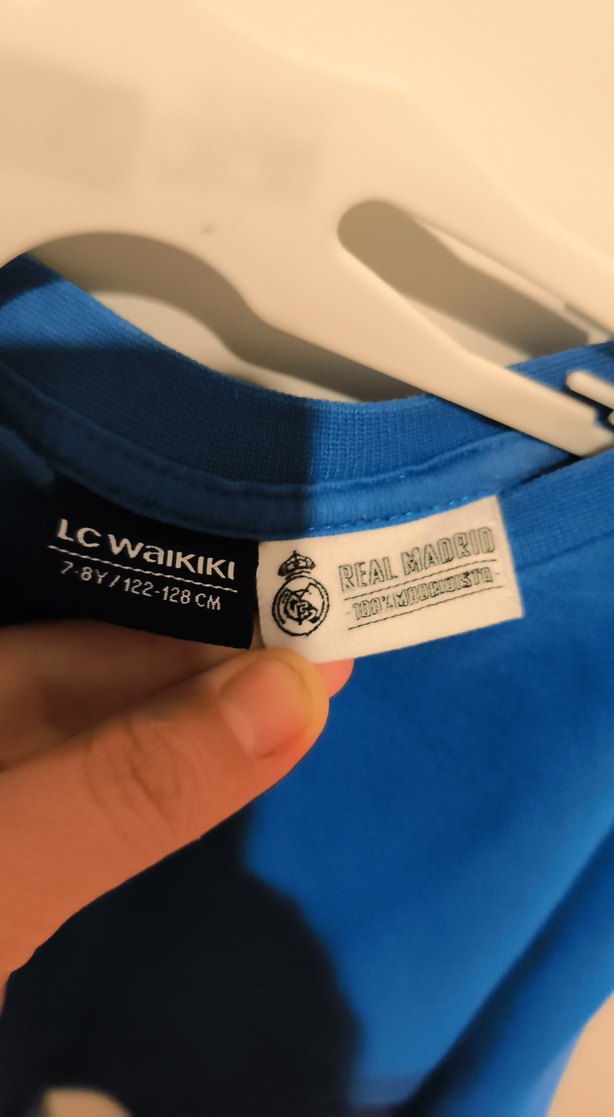 LC WAIKIKI
7-8Y / 122-128 CM
REAL MADRID
100% MADRIDISTA